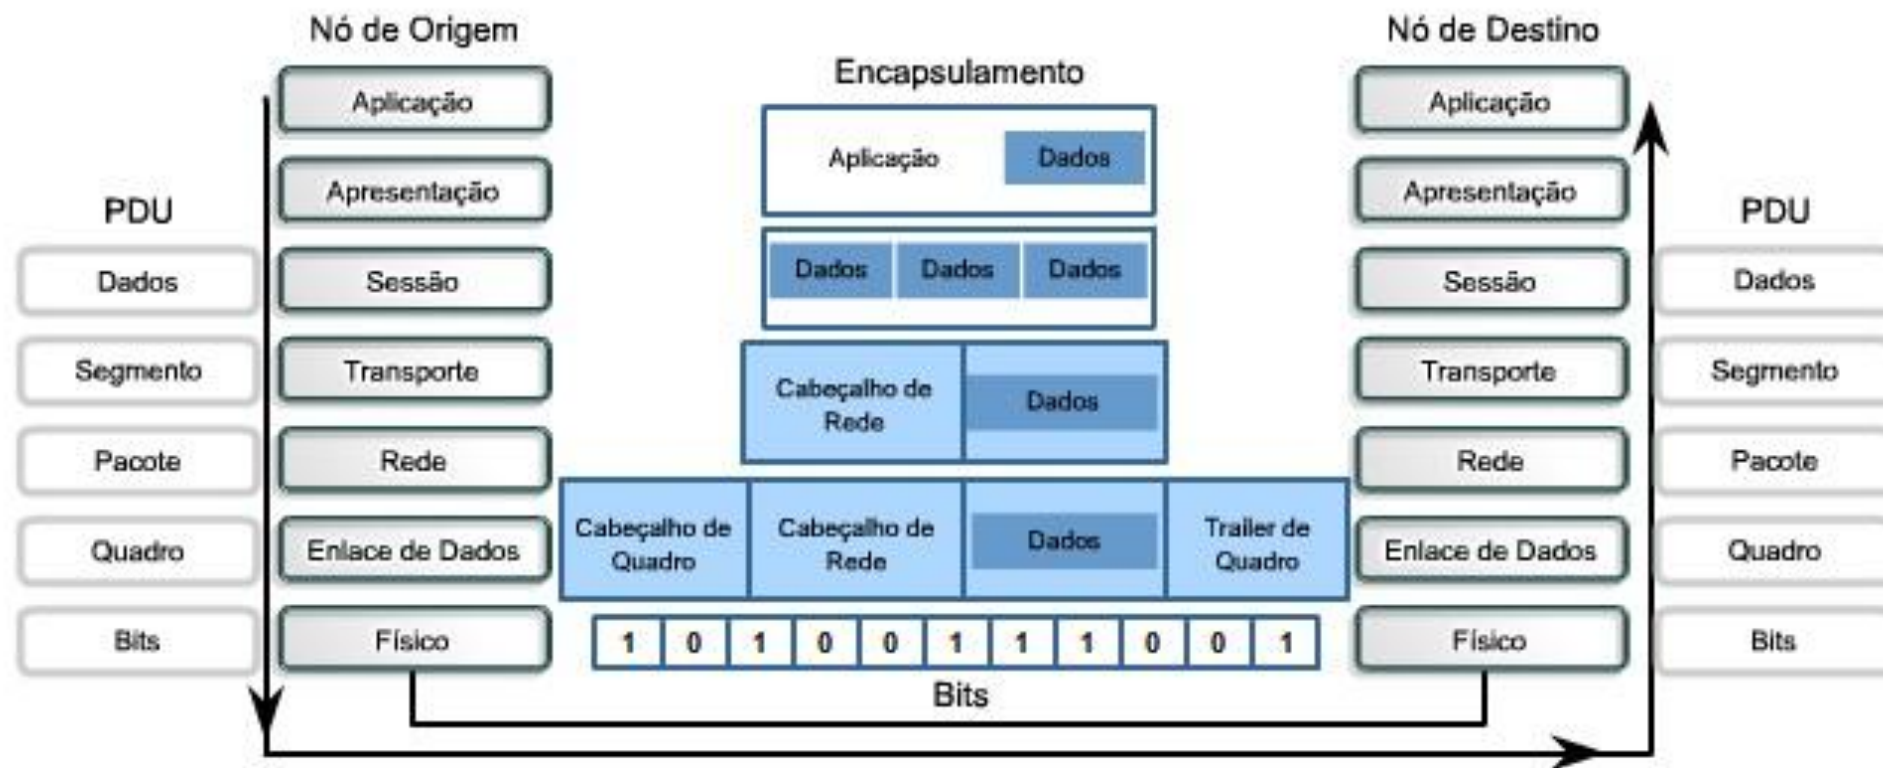 Nó de Origem
Encapsulamento
Nó de Destino
PDU
Dados
Segmento
Pacote
Quadro
Bits
Aplicação
Apresentação
Sessão
Transporte
Rede
Enlace de Dados
Físico
Aplicação Dados
Dados Dados Dados
Cabeçalho de
Rede
Dados
Cabeçalho de
Quadro
Cabeçalho de
Rede
Dados
Trailer de
Quadro
1 0 1 0 0 1 1 1 0 0 1
Bits
Aplicação
Apresentação
Sessão
Transporte
Rede
Enlace de Dados
Físico
PDU
Dados
Segmento
Pacote
Quadro
Bits